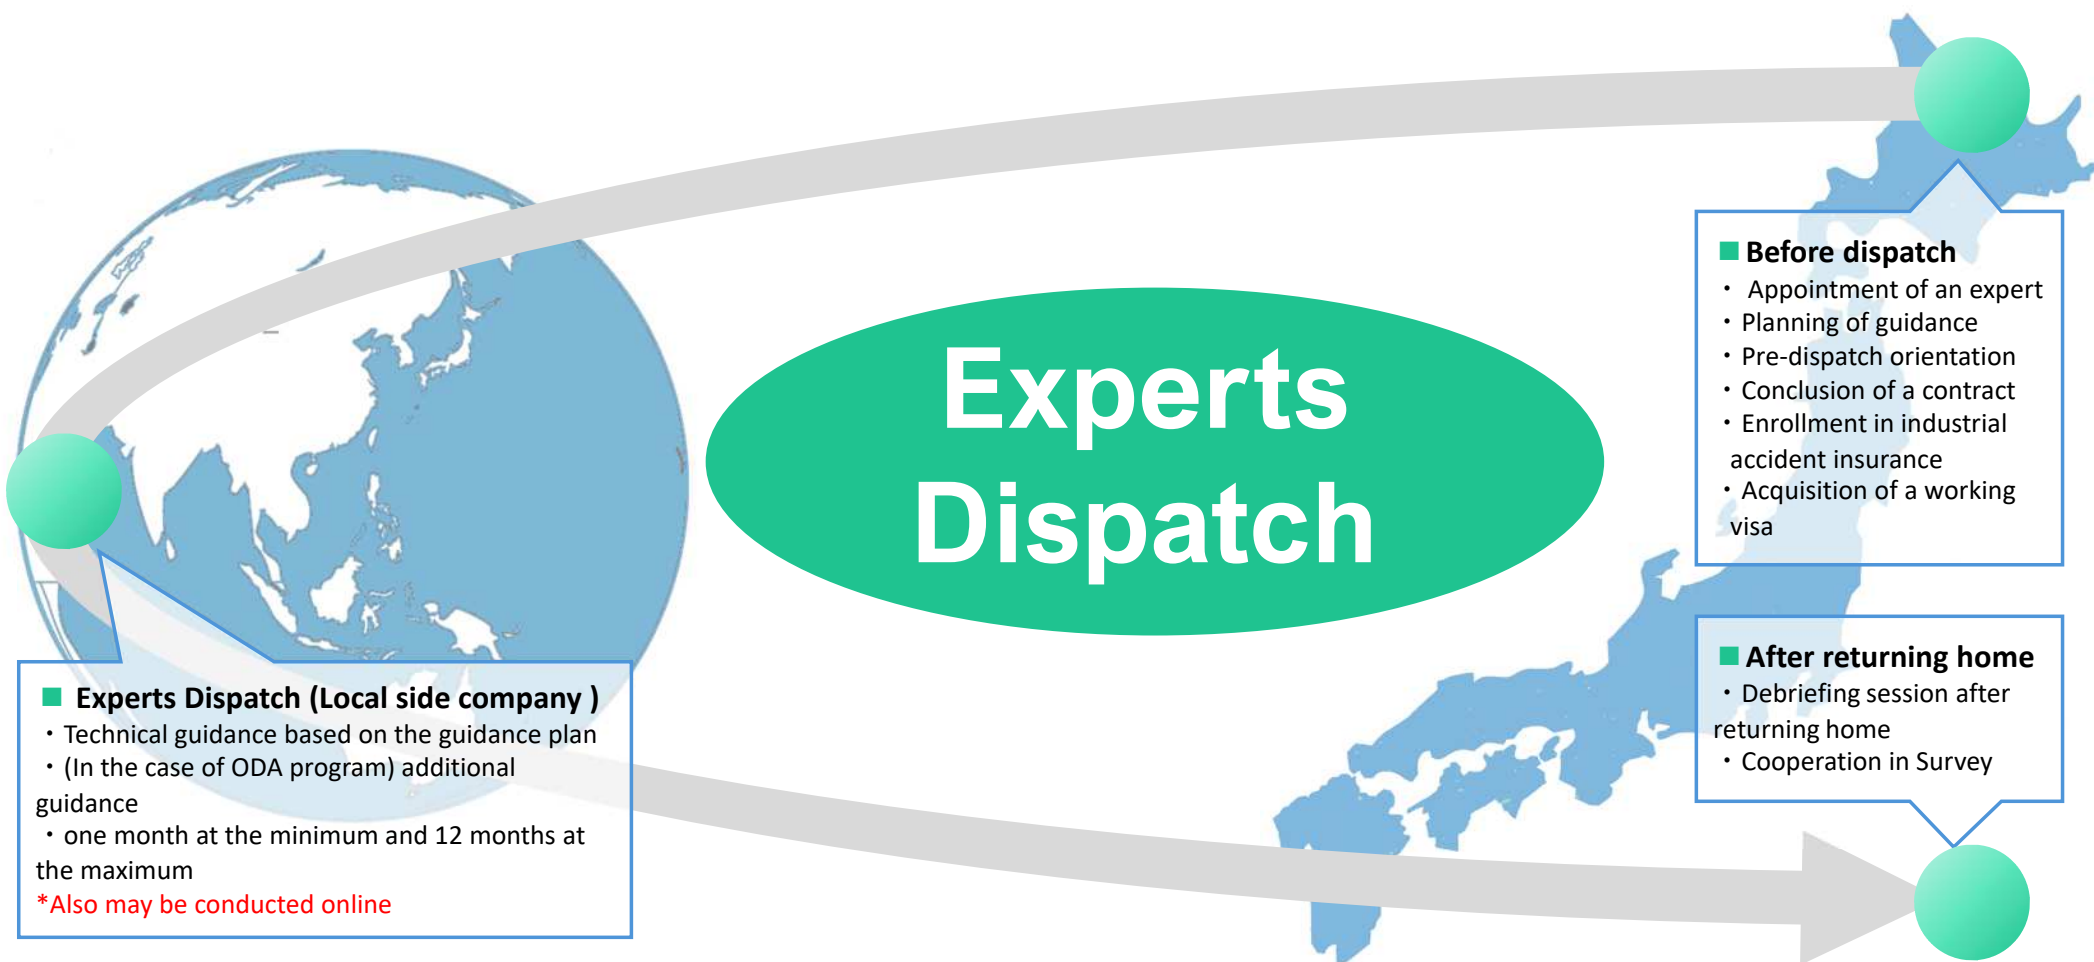 Experts
Dispatch
■ Before dispatch
・ Appointment of an expert
・Planning of guidance
・Pre-dispatch orientation
・Conclusion of a contract
・Enrollment in industrial
accident insurance
・Acquisition of a working
visa
■ Experts Dispatch (Local side company )
・Technical guidance based on the guidance plan
・(In the case of ODA program) additional
guidance
・one month at the minimum and 12 months at
the maximum
*Also may be conducted online
■ After returning home
・Debriefing session after
returning home
・Cooperation in Survey